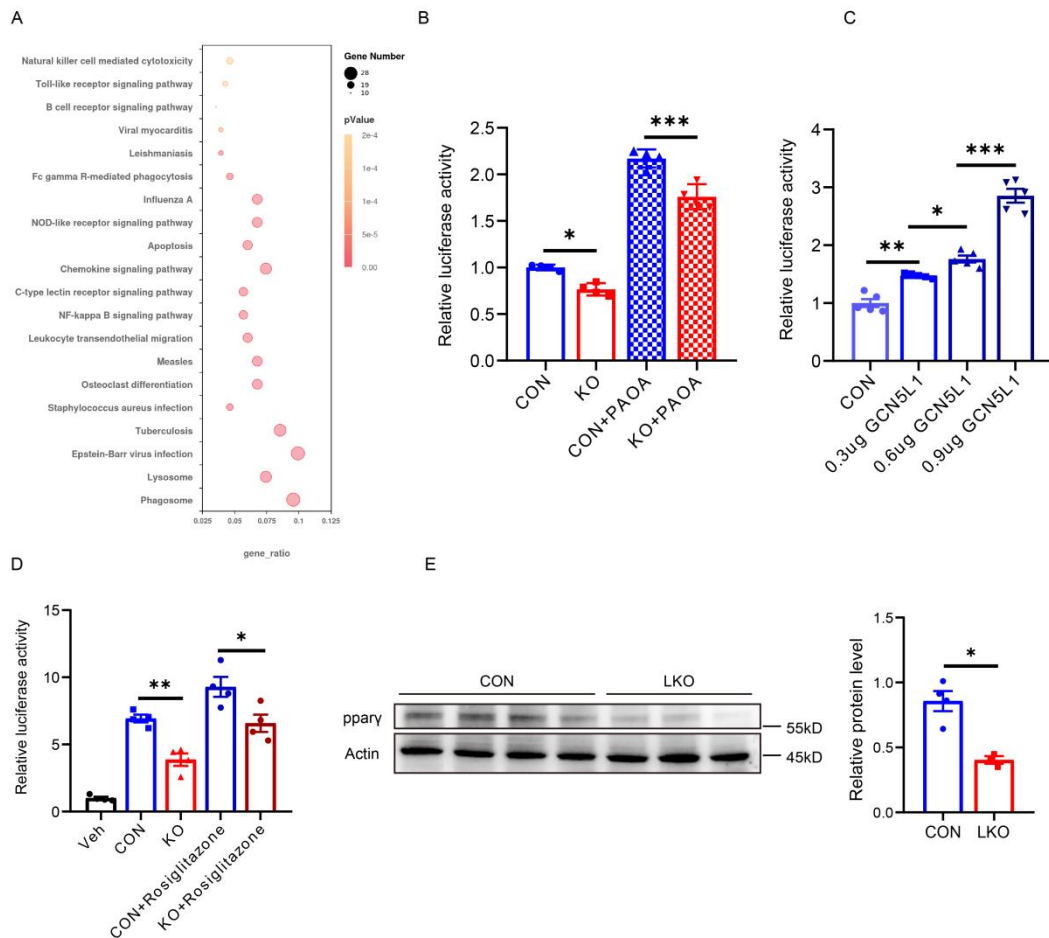 A
Natural killer cell mediated cytotoxicity
Toll-like receptor signaling pathway
B cell receptor signaling pathway
Viral myocarditis
Leishmaniasis
Fc gamma R-mediated phagocytosis
Influenza A
NOD-like receptor signaling pathway
Apoptosis
Chemokine signaling pathway
C-type lectin receptor signaling pathway
NF-kappa B signaling pathway
Leukocyte transendothelial migration
Measles
Osteoclast differentiation
Staphylococcus aureus infection
Tuberculosis
Epstein-Barr virus infection
Lysosome
Phagosome
0.025 0.05 0.075 0.1 0.125
gene_ratio
Gene Number
28
19
10
pValue
2e-4
1e-4
5e-5
0.00
B
Relative luciferase activity
2.5
2.0
1.5
1.0
0.5
0.0
*
***
CON
KO
CON+PAOA
KO+PAOA
C
Relative luciferase activity
4
3
2
1
0
**
*
***
CON
0.3ug GCN5L1
0.6ug GCN5L1
0.9ug GCN5L1
D
Relative luciferase activity
15
10
5
0
**
*
Veh
CON
KO
CON+Rosiglitazone
KO+Rosiglitazone
E
CON LKO
pparγ
55kD
Actin
45kD
Relative protein level
1.5
1.0
0.5
0.0
*
CON LKO